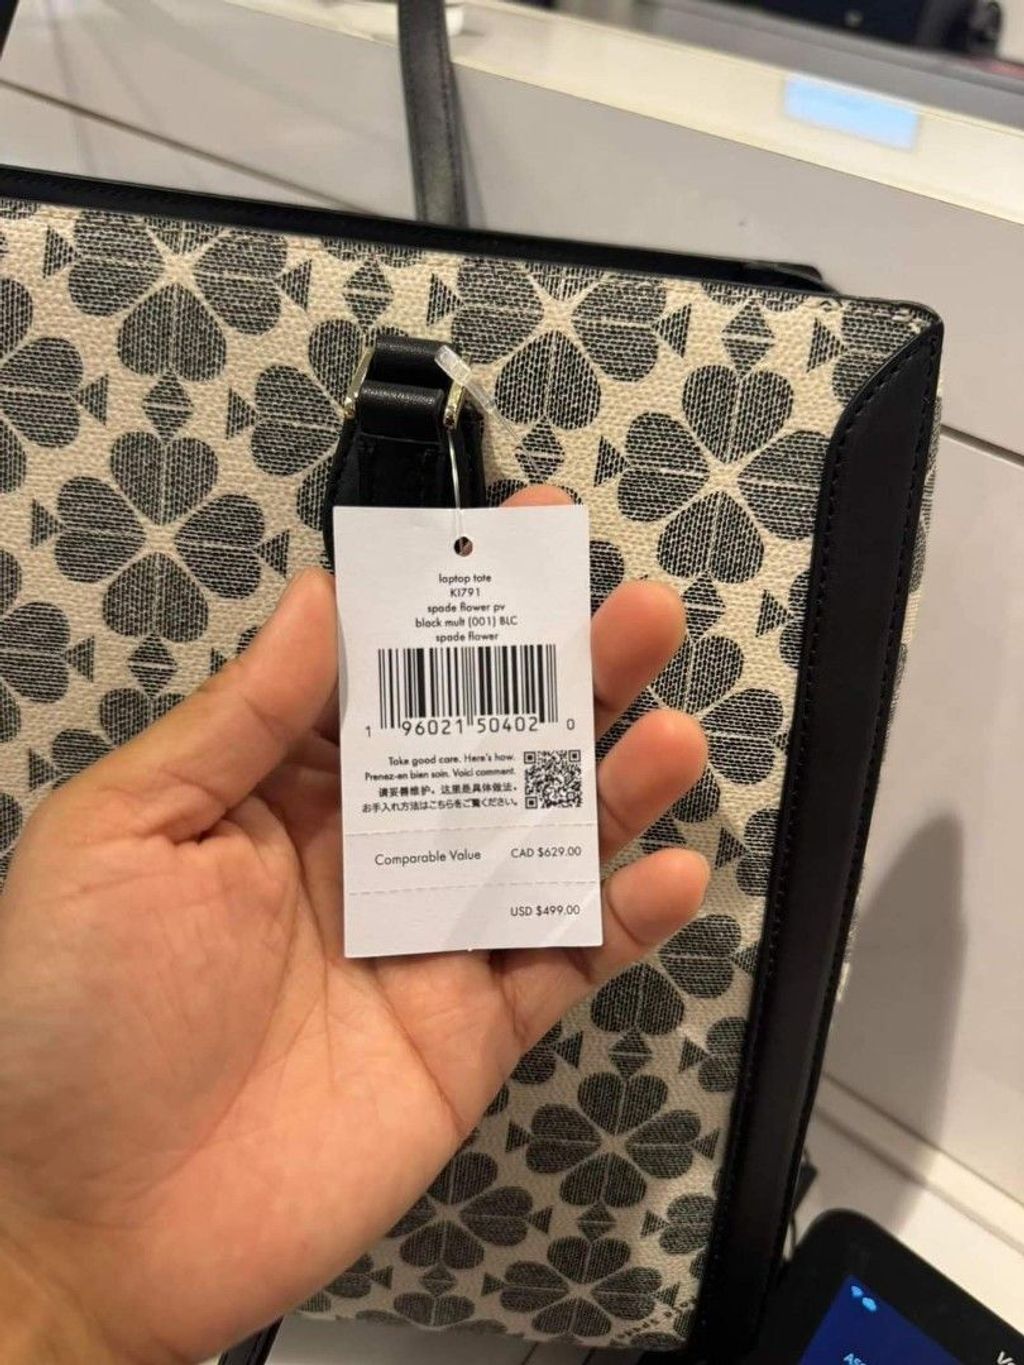 laptop tote
KI791
spade flower pv
black mult (001) BLC
spade flower
1 96021 50402 0
Take good care. Here's how.
Prenez-en bien soin. Voici comment.
请妥善维护。这里是具体做法。
お手入れ方法はこちらをご覧ください。
Comparable Value CAD $629.00
USD $499.00